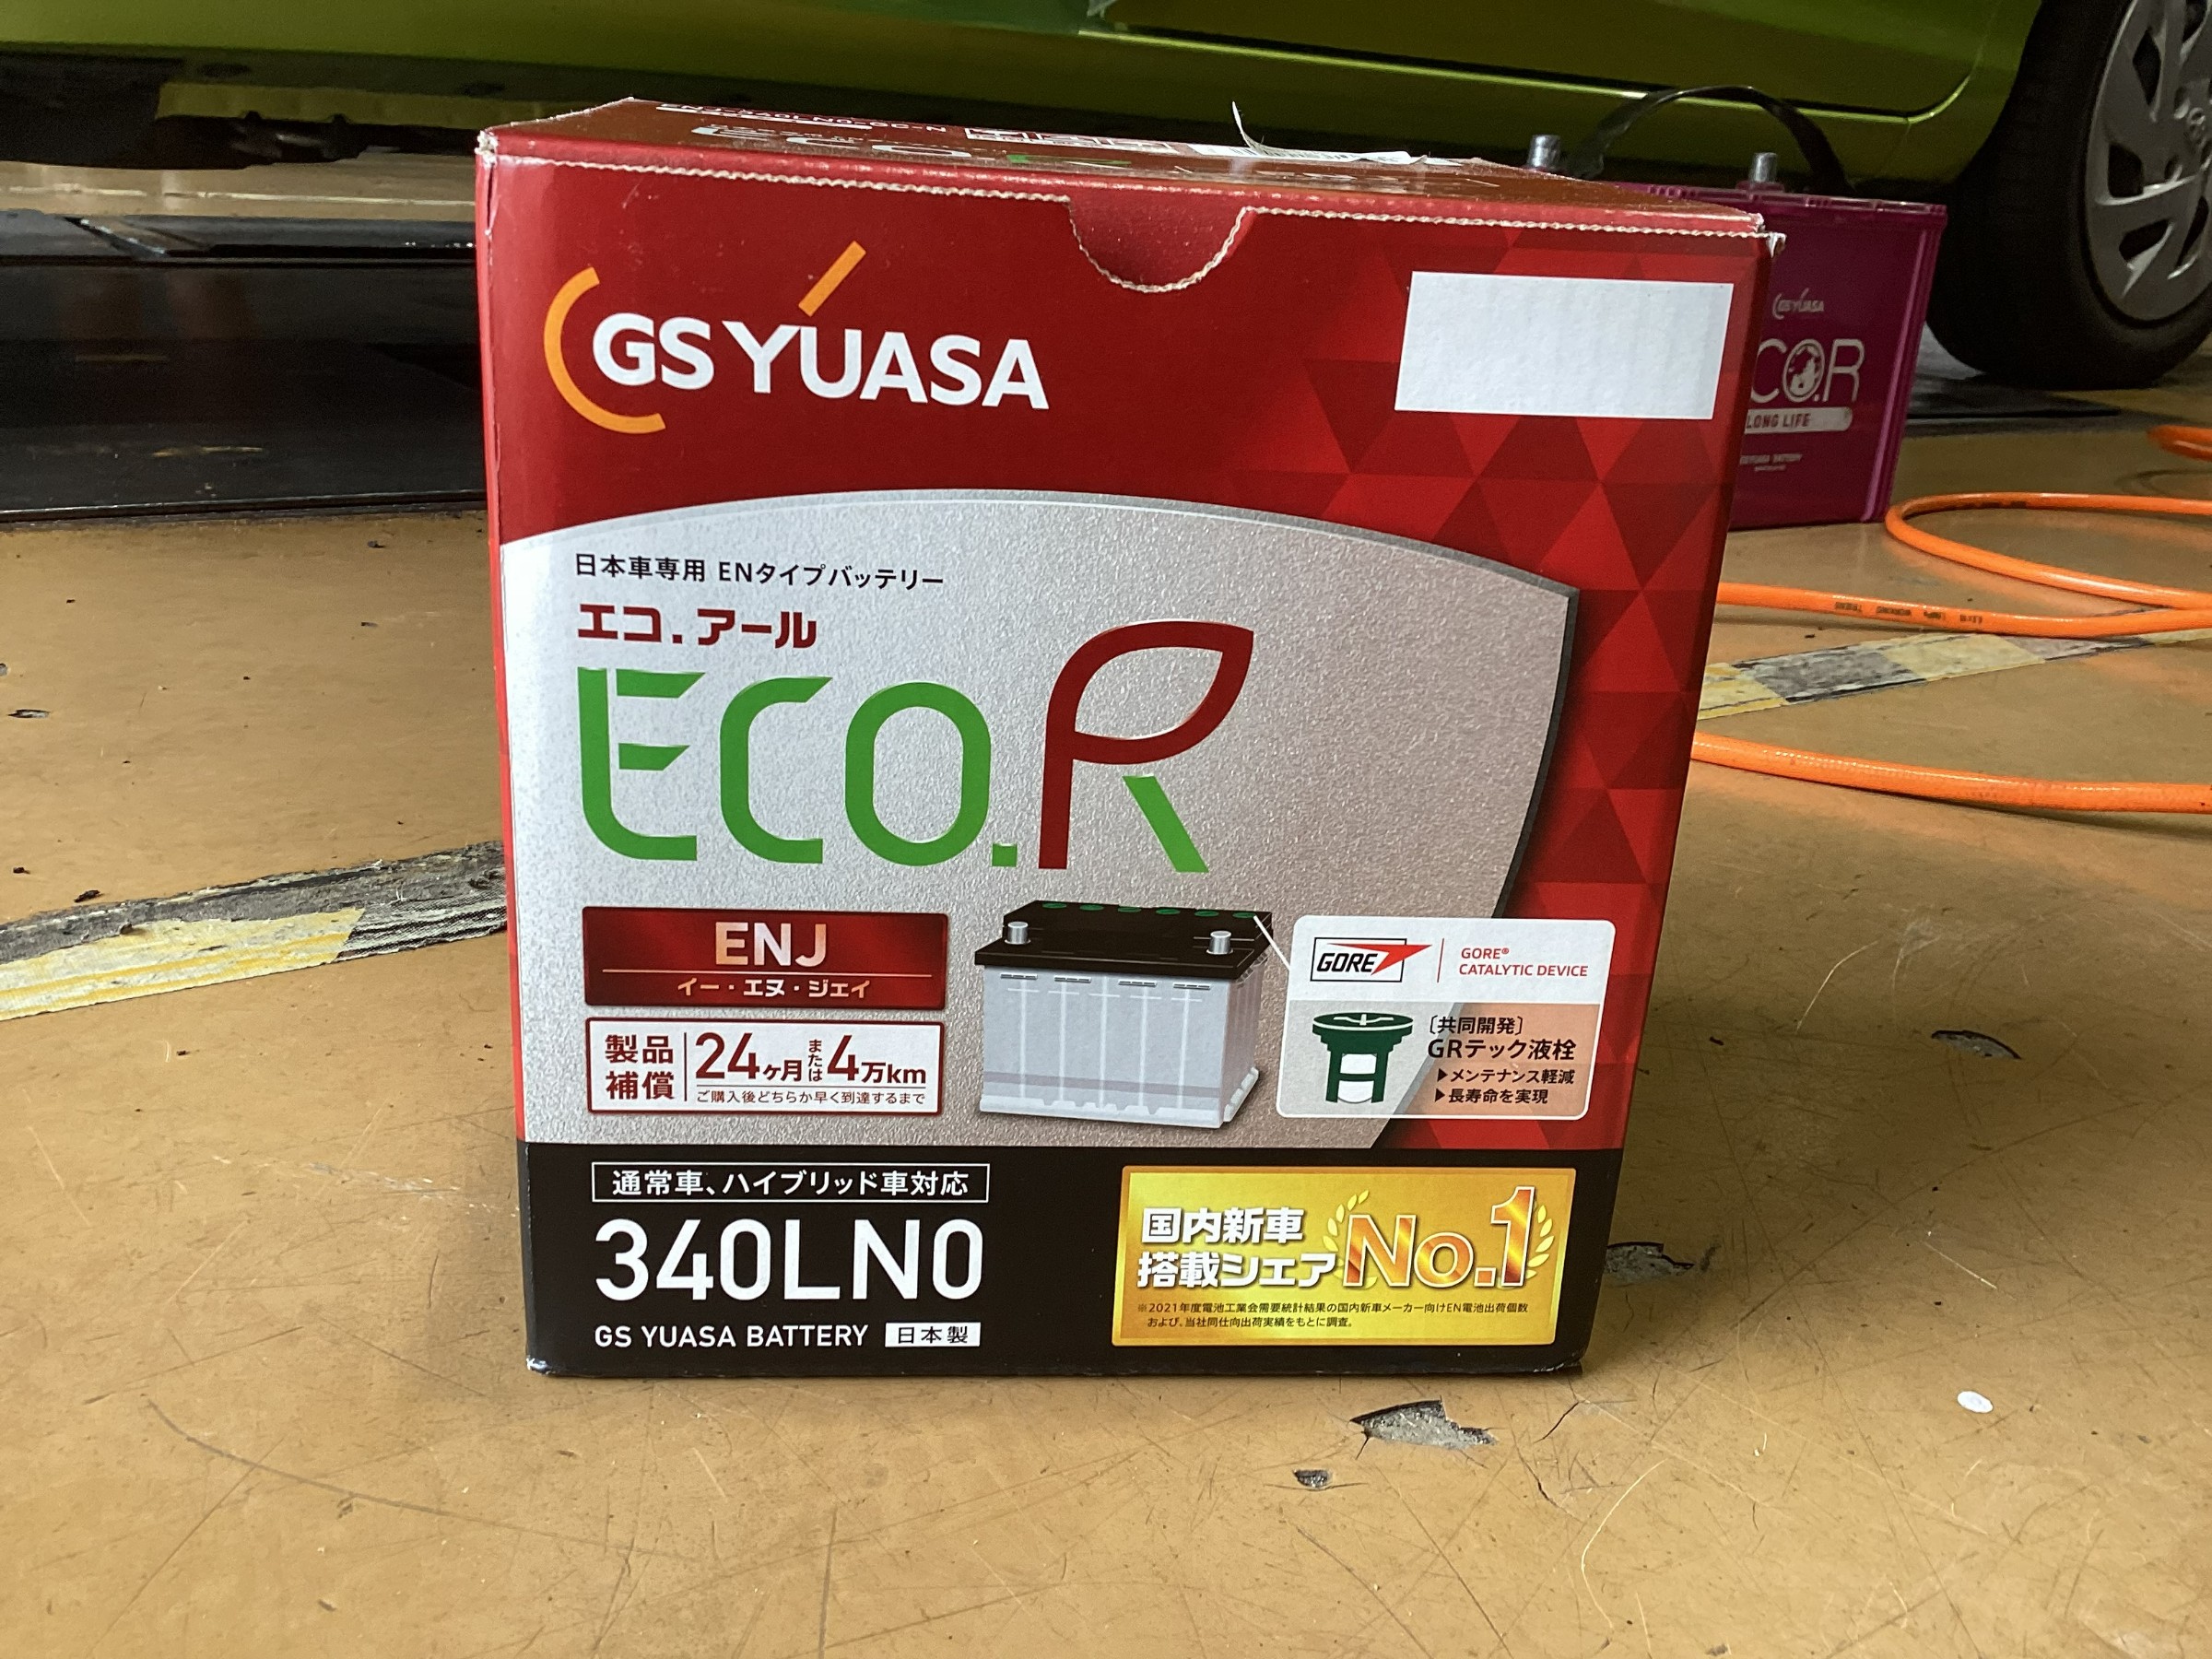 GS YUASA
日本車専用 ENタイプバッテリー
エコ.アール
ECO.R
ENJ
イー・エヌ・ジェイ
製品補償
24ヶ月または4万km
ご購入後どちらか早く到達するまで
GORE
GORE®
CATALYTIC DEVICE
〔共同開発〕
GRテック液栓
▶メンテナンス軽減
▶長寿命を実現
通常車、ハイブリッド車対応
340LN0
GS YUASA BATTERY 日本製
国内新車
搭載シェア No.1
※2021年度電池工業会需要統計結果の国内新車メーカー向けEN電池出荷個数
および、当社同仕向出荷実績をもとに調査。
GS YUASA
CO.R
LONG LIFE